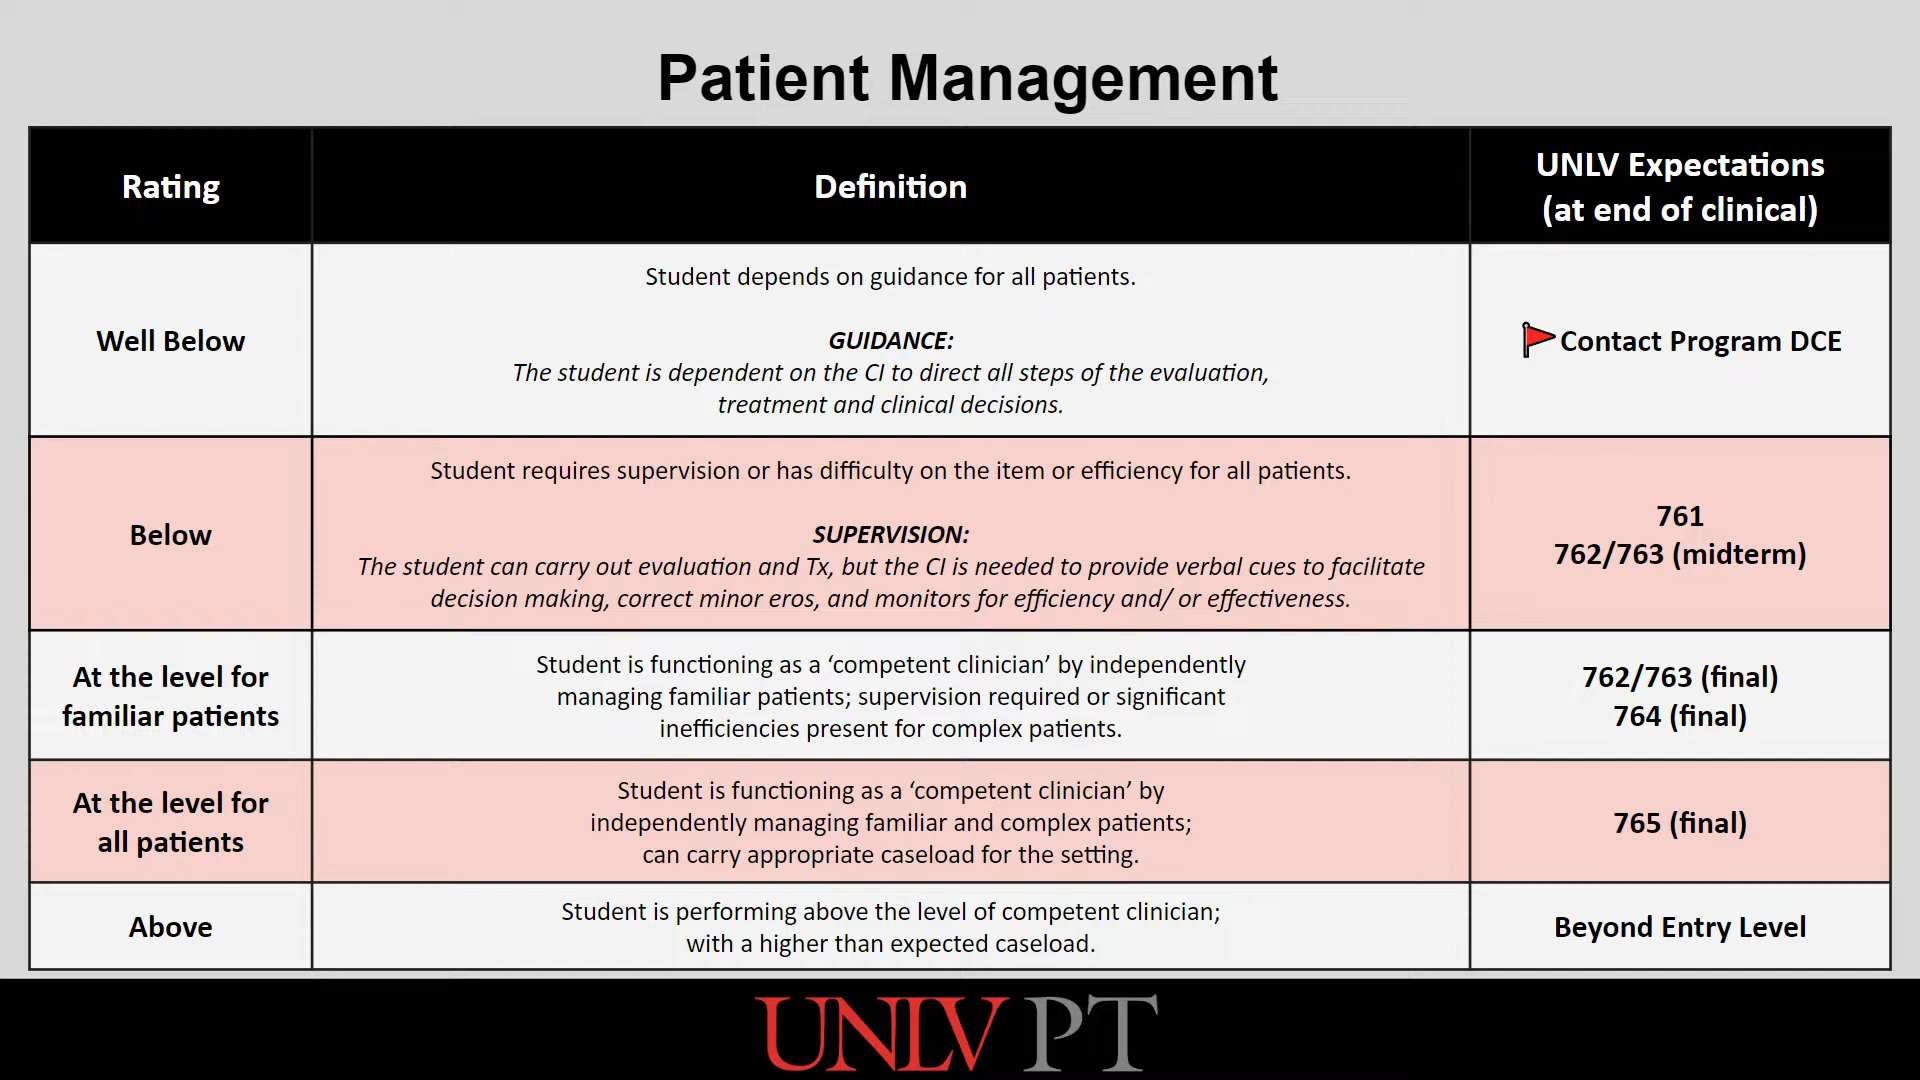 Patient Management
Rating
Definition
UNLV Expectations
(at end of clinical)
Well Below
Student depends on guidance for all patients.
GUIDANCE:
The student is dependent on the CI to direct all steps of the evaluation,
treatment and clinical decisions.
Contact Program DCE
Below
Student requires supervision or has difficulty on the item or efficiency for all patients.
SUPERVISION:
The student can carry out evaluation and Tx, but the CI is needed to provide verbal cues to facilitate
decision making, correct minor eros, and monitors for efficiency and/ or effectiveness.
761
762/763 (midterm)
At the level for
familiar patients
Student is functioning as a ‘competent clinician’ by independently
managing familiar patients; supervision required or significant
inefficiencies present for complex patients.
762/763 (final)
764 (final)
At the level for
all patients
Student is functioning as a ‘competent clinician’ by
independently managing familiar and complex patients;
can carry appropriate caseload for the setting.
765 (final)
Above
Student is performing above the level of competent clinician;
with a higher than expected caseload.
Beyond Entry Level
UNLV PT